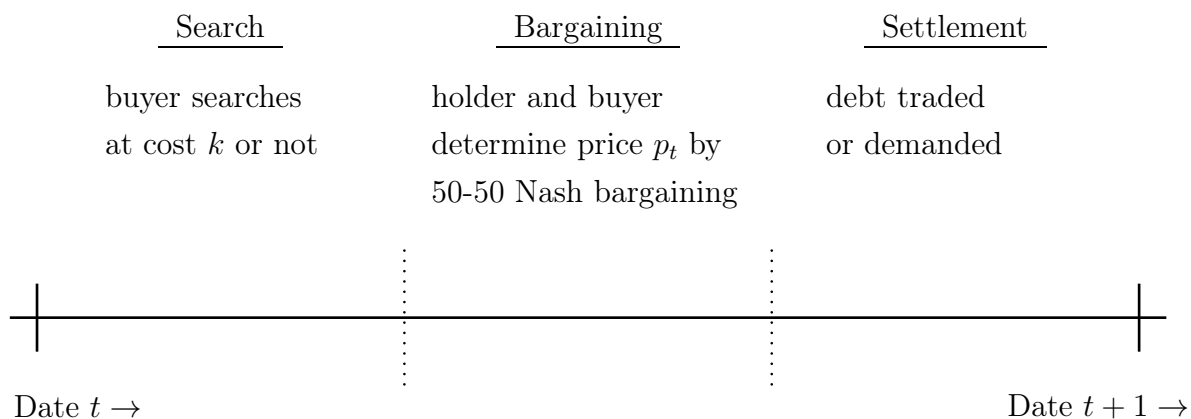 Search
buyer searches
at cost k or not
Bargaining
holder and buyer
determine price p_t by
50-50 Nash bargaining
Settlement
debt traded
or demanded
Date t →
Date t + 1 →